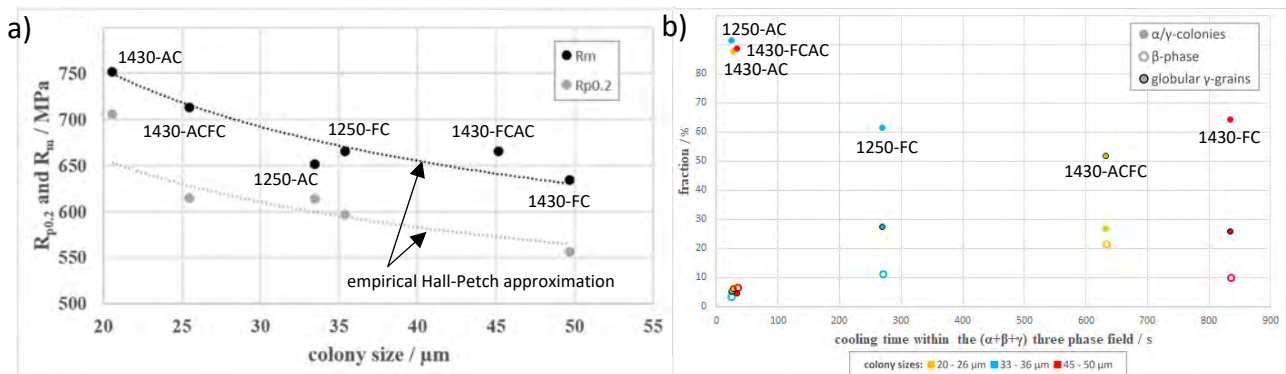 a)
R_p0.2 and R_m / MPa
750
700
650
600
550
500
20 25 30 35 40 45 50 55
colony size / µm
1430-AC
1430-ACFC
1250-AC
1250-FC
1430-FCAC
1430-FC
Rm
Rp0.2
empirical Hall-Petch approximation
b)
fraction / %
80
70
60
50
40
30
20
10
0
0 100 200 300 400 500 600 700 800 900
cooling time within the (α+β+γ) three phase field / s
1250-AC
1430-FCAC
1430-AC
1250-FC
1430-ACFC
1430-FC
α/γ-colonies
β-phase
globular γ-grains
colony sizes: 20 - 26 µm 33 - 36 µm 45 - 50 µm